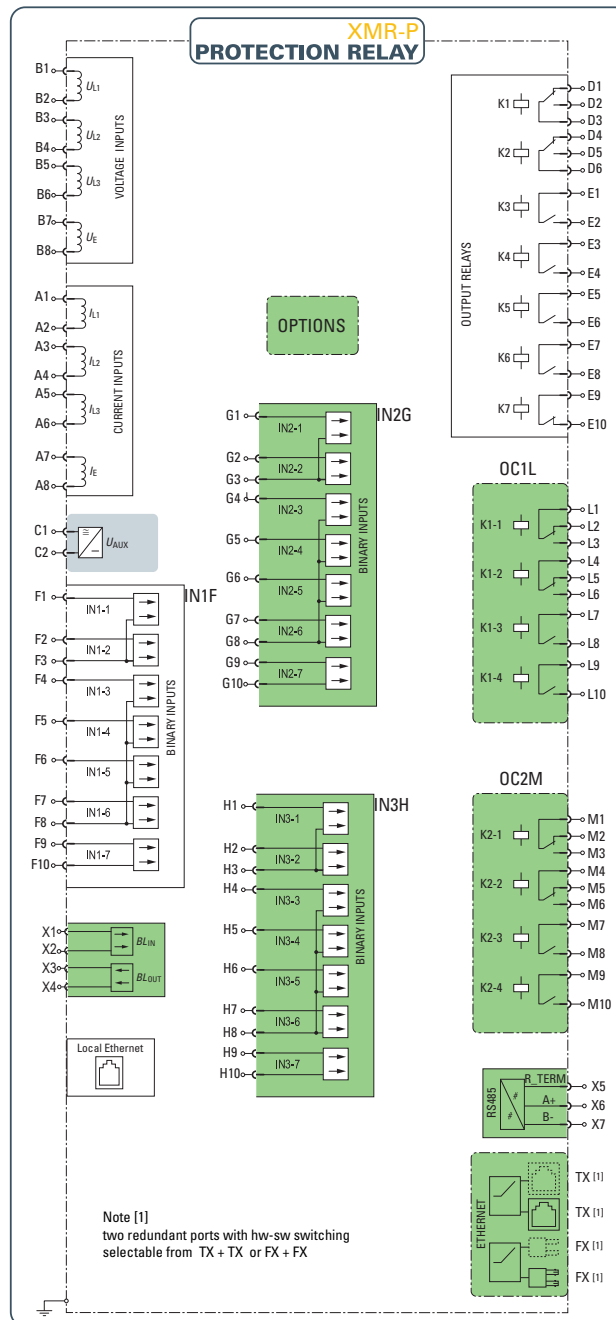 XMR-P
PROTECTION RELAY
B1
B2
B3
B4
B5
B6
B7
B8
UL1
UL2
UL3
UE
VOLTAGE INPUTS
A1
A2
A3
A4
A5
A6
A7
A8
IL1
IL2
IL3
IE
CURRENT INPUTS
C1
C2
UAUX
IN1F
F1
F2
F3
F4
F5
F6
F7
F8
F9
F10
IN1-1
IN1-2
IN1-3
IN1-4
IN1-5
IN1-6
IN1-7
BINARY INPUTS
X1
X2
X3
X4
BLIN
BLOUT
Local Ethernet
OPTIONS
IN2G
G1
G2
G3
G4
G5
G6
G7
G8
G9
G10
IN2-1
IN2-2
IN2-3
IN2-4
IN2-5
IN2-6
IN2-7
BINARY INPUTS
IN3H
H1
H2
H3
H4
H5
H6
H7
H8
H9
H10
IN3-1
IN3-2
IN3-3
IN3-4
IN3-5
IN3-6
IN3-7
BINARY INPUTS
OUTPUT RELAYS
K1
K2
K3
K4
K5
K6
K7
D1
D2
D3
D4
D5
D6
E1
E2
E3
E4
E5
E6
E7
E8
E9
E10
OC1L
K1-1
K1-2
K1-3
K1-4
L1
L2
L3
L4
L5
L6
L7
L8
L9
L10
OC2M
K2-1
K2-2
K2-3
K2-4
M1
M2
M3
M4
M5
M6
M7
M8
M9
M10
RS485
#
#
R_TERM
A+
B-
X5
X6
X7
ETHERNET
TX [1]
TX [1]
FX [1]
FX [1]
Note [1]
two redundant ports with hw-sw switching
selectable from TX + TX or FX + FX